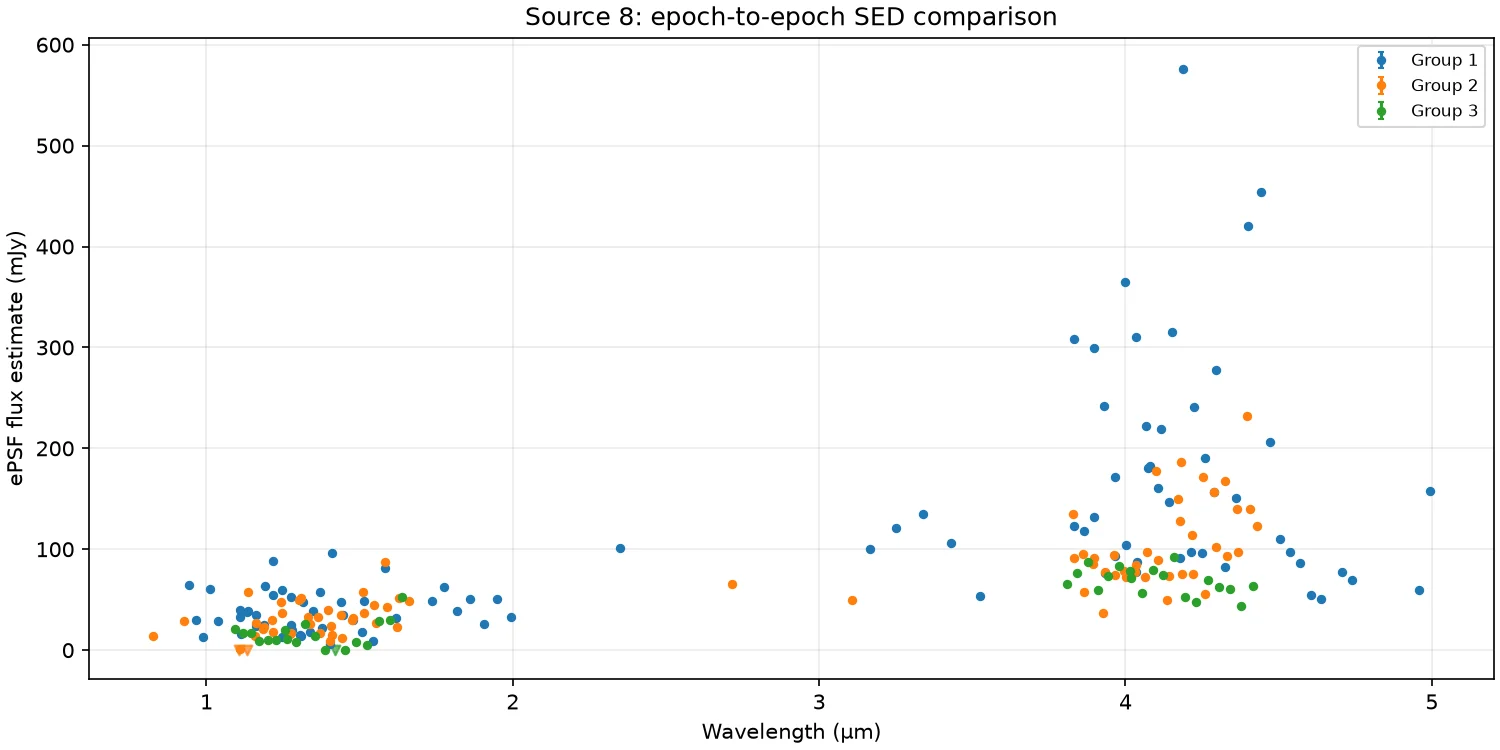 Source 8: epoch-to-epoch SED comparison
600
500
400
300
200
100
0
ePSF flux estimate (mJy)
Group 1
Group 2
Group 3
1
2
3
4
5
Wavelength (μm)